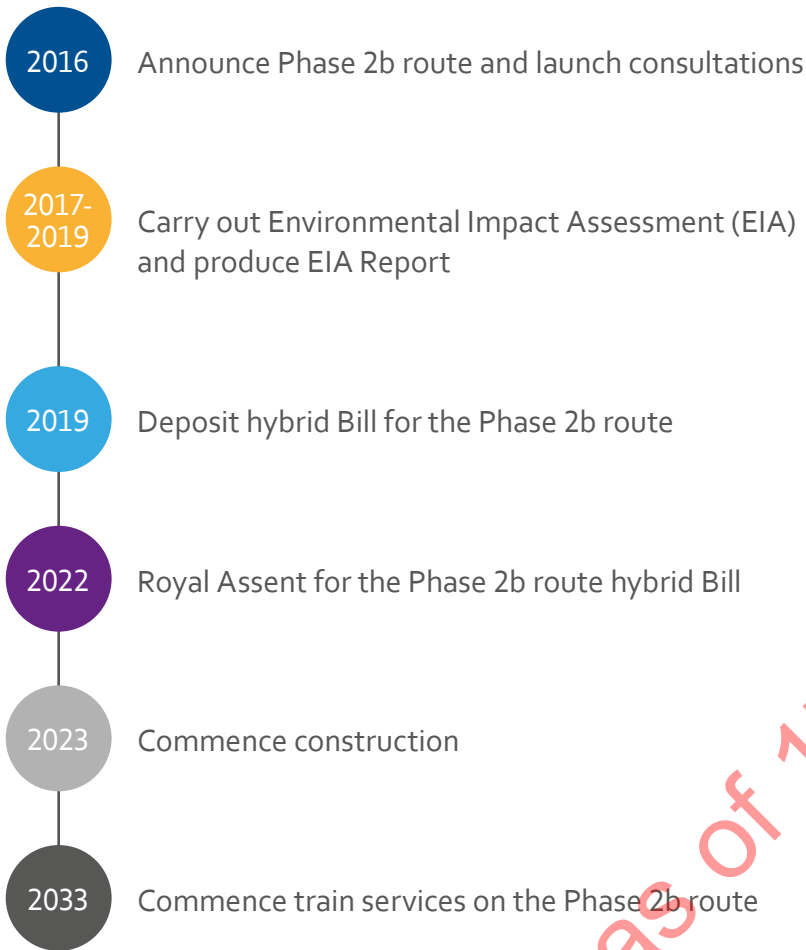 2016
Announce Phase 2b route and launch consultations
2017-
2019
Carry out Environmental Impact Assessment (EIA)
and produce EIA Report
2019
Deposit hybrid Bill for the Phase 2b route
2022
Royal Assent for the Phase 2b route hybrid Bill
2023
Commence construction
2033
Commence train services on the Phase 2b route
as of